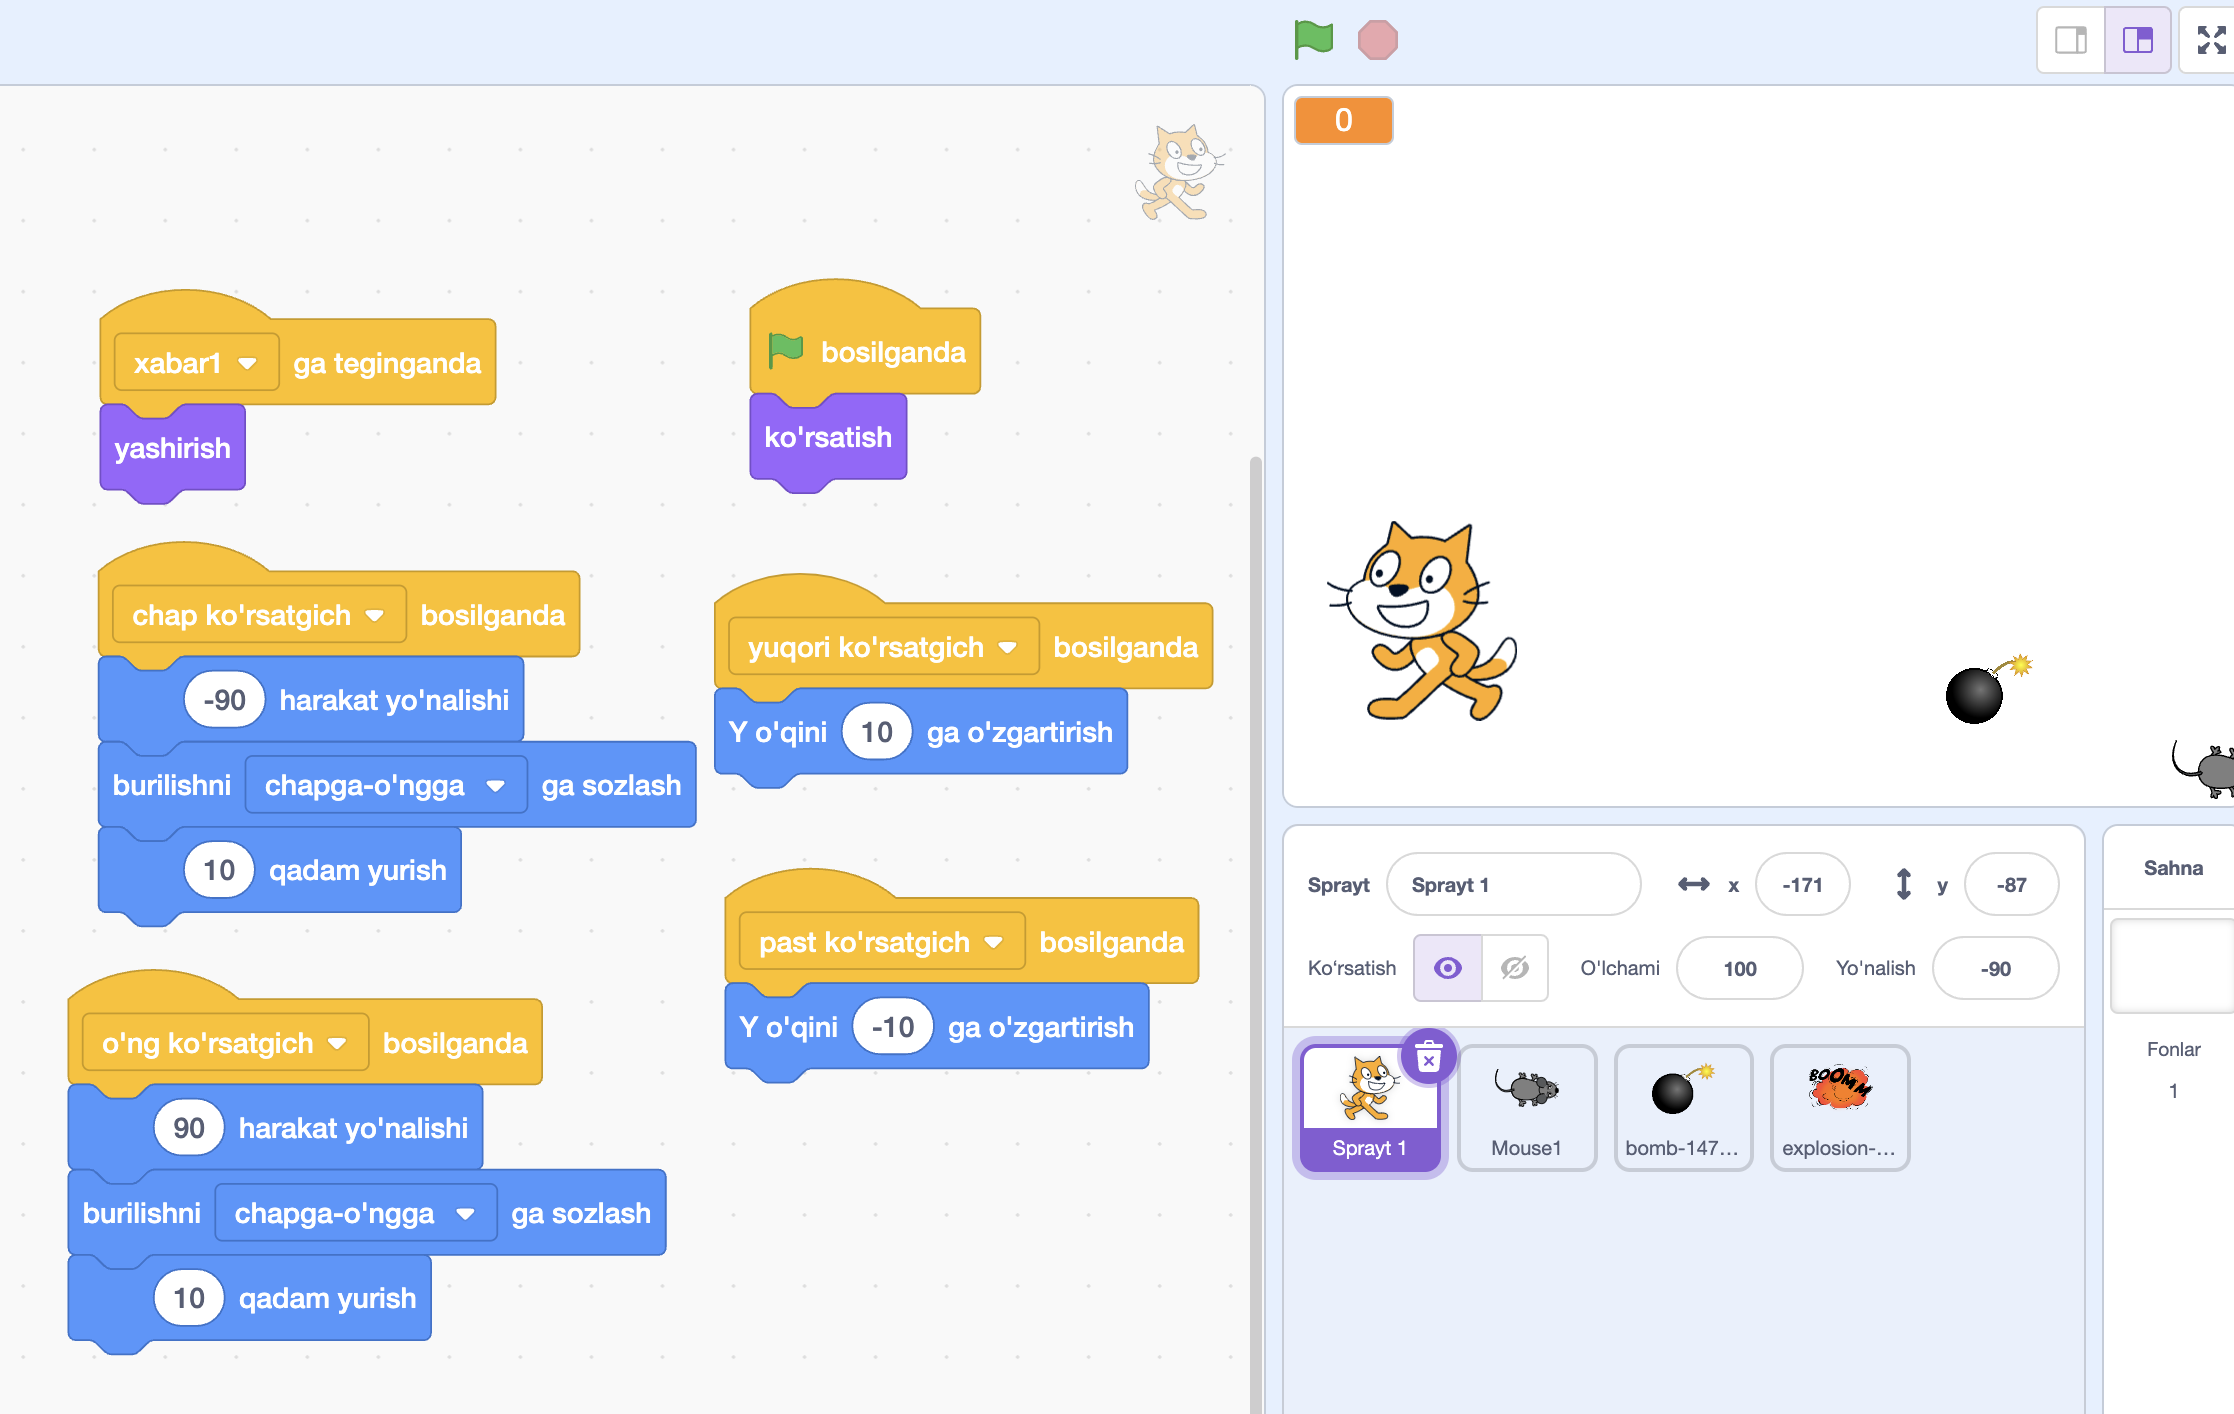 xabar1 ga teginganda
yashirish
bosilganda
ko'rsatish
chap ko'rsatgich bosilganda
-90 harakat yo'nalishi
burilishni chapga-o'ngga ga sozlash
10 qadam yurish
yuqori ko'rsatgich bosilganda
Y o'qini 10 ga o'zgartirish
past ko'rsatgich bosilganda
Y o'qini -10 ga o'zgartirish
o'ng ko'rsatgich bosilganda
90 harakat yo'nalishi
burilishni chapga-o'ngga ga sozlash
10 qadam yurish
0
Sprayt Sprayt 1 x -171 y -87
Ko‘rsatish O'lchami 100 Yo'nalish -90
BOOMM
Sprayt 1
Mouse1
bomb-147...
explosion-...
Sahna
Fonlar
1